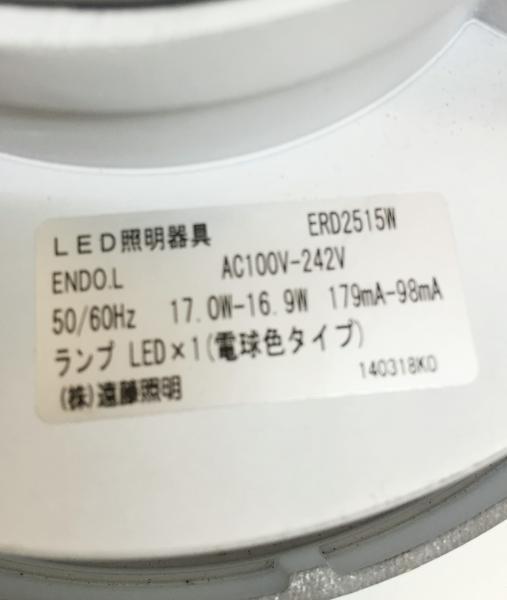 LED照明器具 ERD2515W
ENDO.L AC100V-242V
50/60Hz 17.0W-16.9W 179mA-98mA
ランプ LED×1(電球色タイプ)
(株)遠藤照明 140318K0